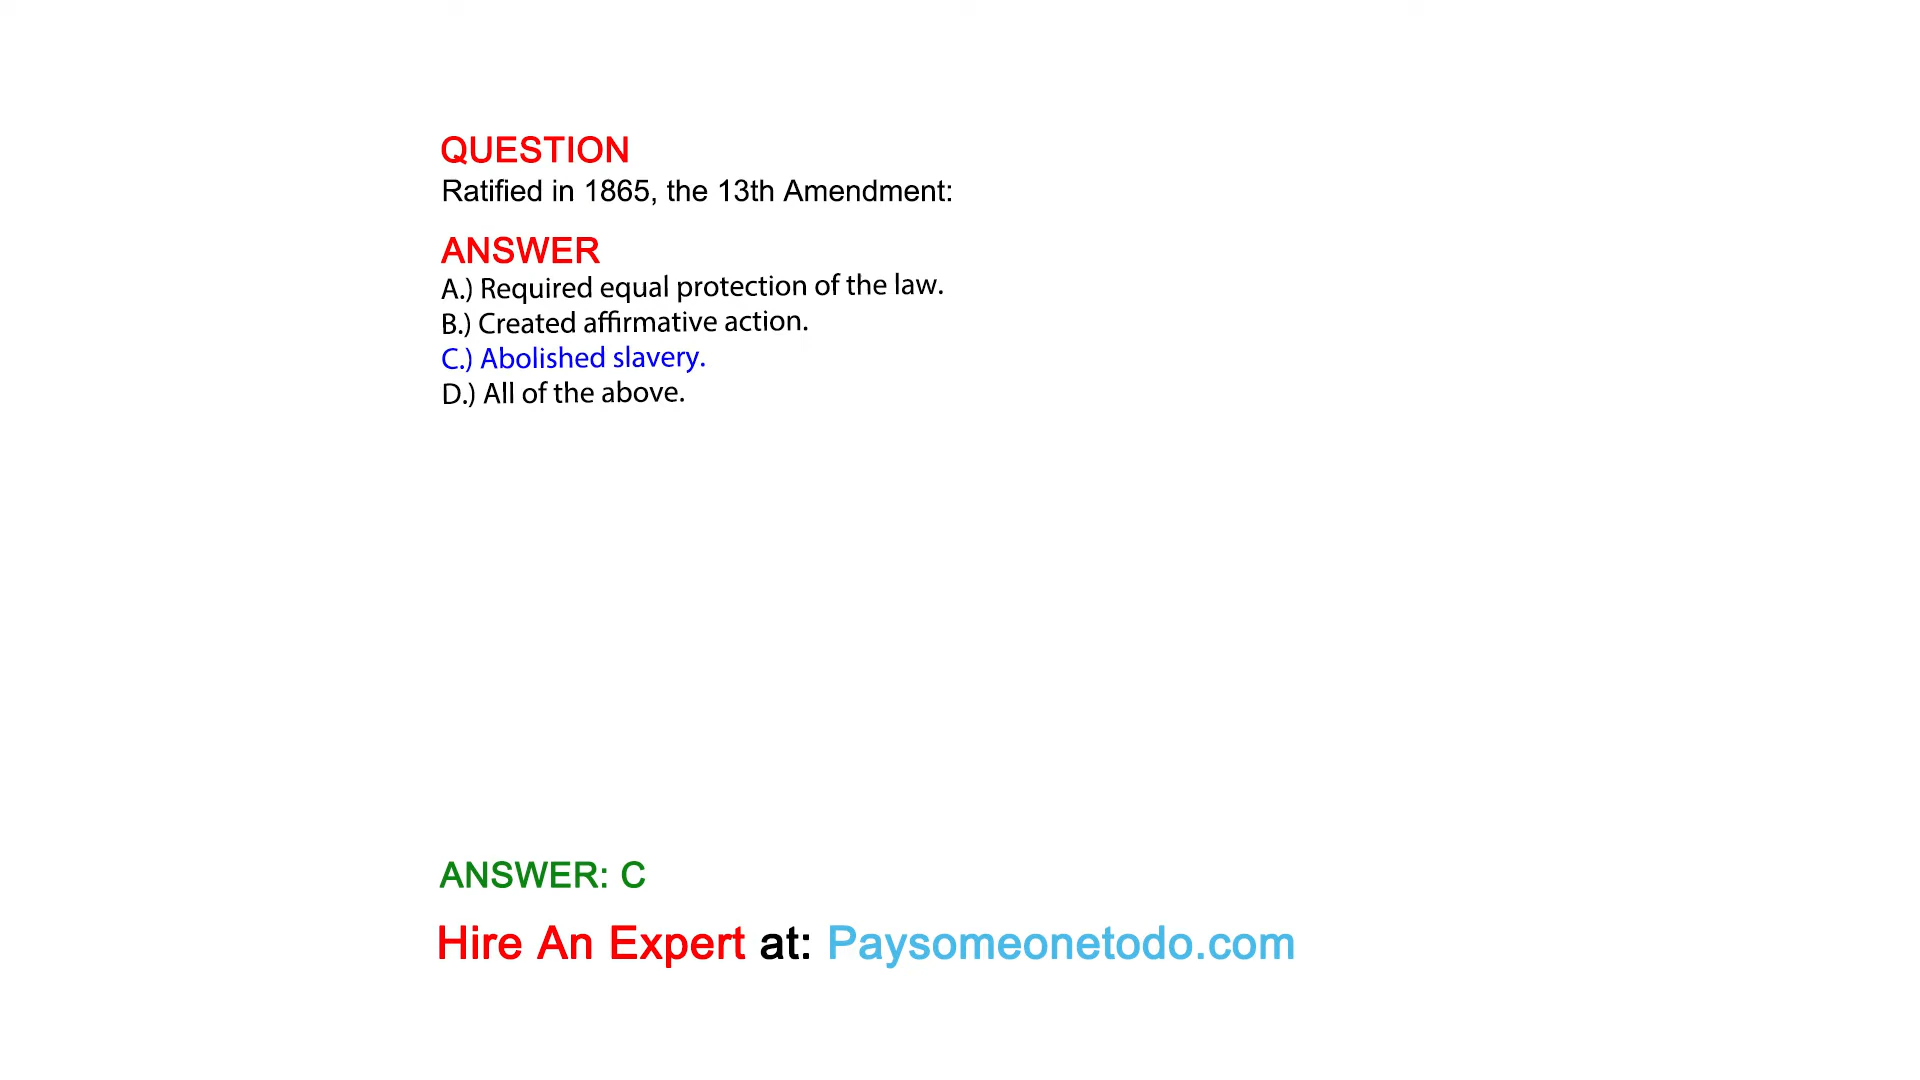 QUESTION
Ratified in 1865, the 13th Amendment:
ANSWER
A.) Required equal protection of the law.
B.) Created affirmative action.
C.) Abolished slavery.
D.) All of the above.
ANSWER: C
Hire An Expert at: Paysomeonetodo.com